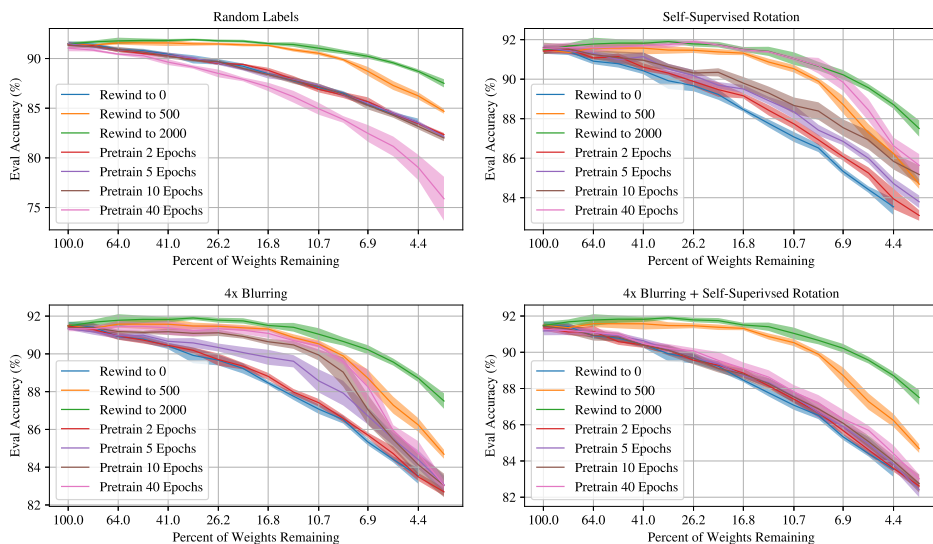 Random Labels
Eval Accuracy (%)
90
85
80
75
Rewind to 0
Rewind to 500
Rewind to 2000
Pretrain 2 Epochs
Pretrain 5 Epochs
Pretrain 10 Epochs
Pretrain 40 Epochs
100.0 64.0 41.0 26.2 16.8 10.7 6.9 4.4
Percent of Weights Remaining
Self-Supervised Rotation
Eval Accuracy (%)
92
90
88
86
84
Rewind to 0
Rewind to 500
Rewind to 2000
Pretrain 2 Epochs
Pretrain 5 Epochs
Pretrain 10 Epochs
Pretrain 40 Epochs
100.0 64.0 41.0 26.2 16.8 10.7 6.9 4.4
Percent of Weights Remaining
4x Blurring
Eval Accuracy (%)
92
90
88
86
84
82
Rewind to 0
Rewind to 500
Rewind to 2000
Pretrain 2 Epochs
Pretrain 5 Epochs
Pretrain 10 Epochs
Pretrain 40 Epochs
100.0 64.0 41.0 26.2 16.8 10.7 6.9 4.4
Percent of Weights Remaining
4x Blurring + Self-Superivsed Rotation
Eval Accuracy (%)
92
90
88
86
84
82
Rewind to 0
Rewind to 500
Rewind to 2000
Pretrain 2 Epochs
Pretrain 5 Epochs
Pretrain 10 Epochs
Pretrain 40 Epochs
100.0 64.0 41.0 26.2 16.8 10.7 6.9 4.4
Percent of Weights Remaining